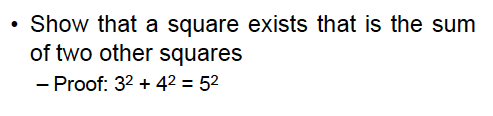 • Show that a square exists that is the sum
of two other squares
– Proof: 3² + 4² = 5²